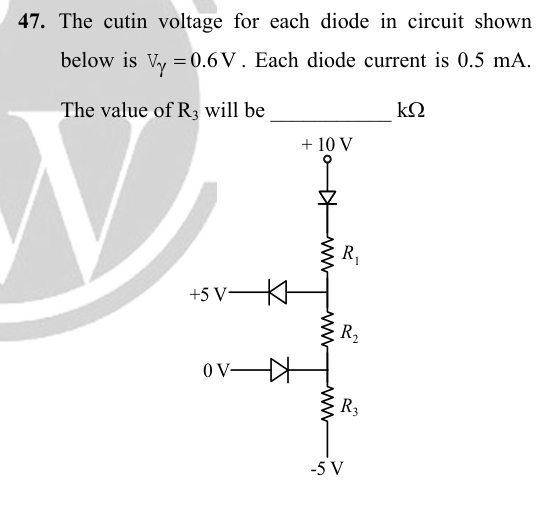 47. The cutin voltage for each diode in circuit shown
below is Vγ = 0.6 V . Each diode current is 0.5 mA.
The value of R₃ will be ____________ kΩ
+ 10 V
R₁
+5 V
R₂
0 V
R₃
-5 V